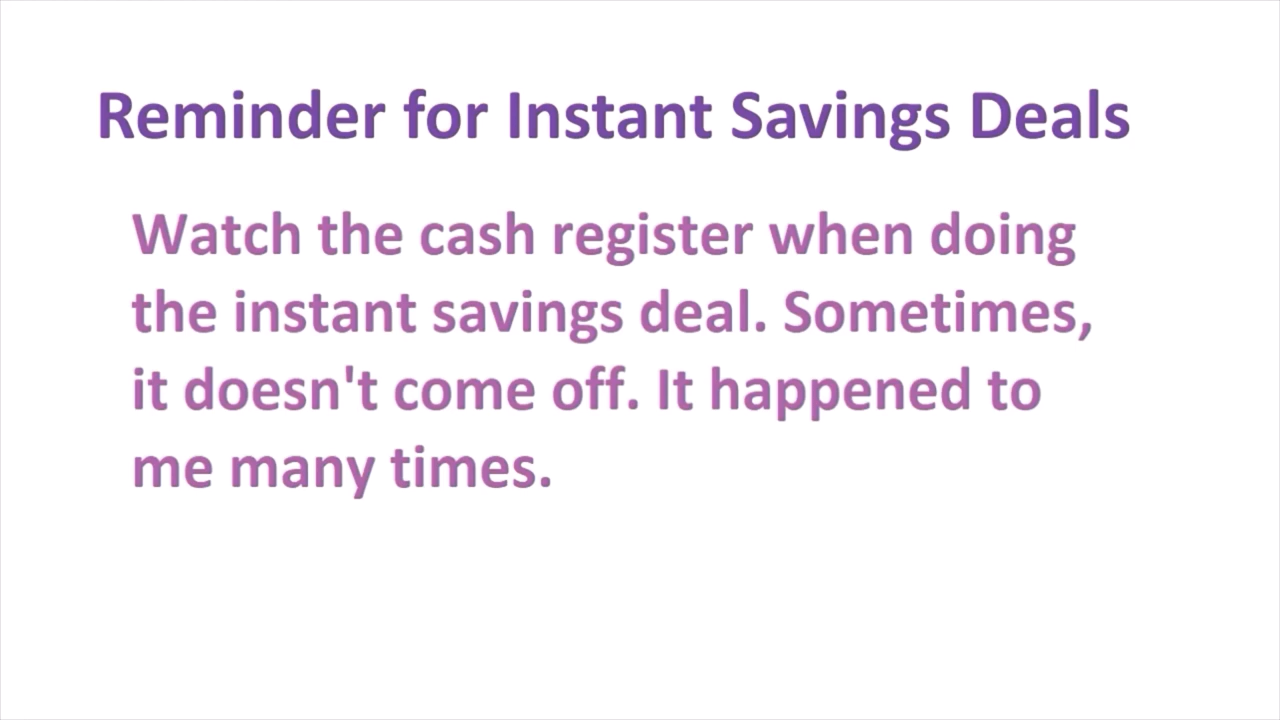 Reminder for Instant Savings Deals
Watch the cash register when doing
the instant savings deal. Sometimes,
it doesn't come off. It happened to
me many times.